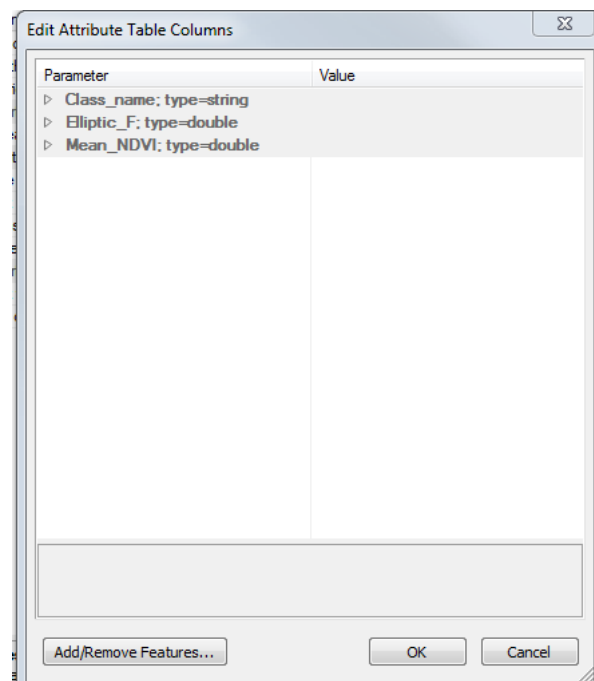 Edit Attribute Table Columns
Parameter Value
Class_name; type=string
Elliptic_F; type=double
Mean_NDVI; type=double
Add/Remove Features... OK Cancel